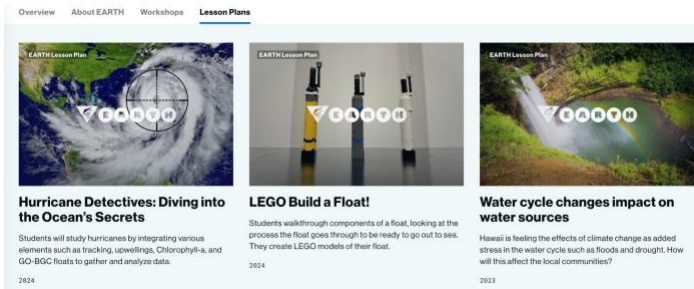 Overview About EARTH Workshops Lesson Plans
EARTH Lesson Plan
EARTH
Hurricane Detectives: Diving into
the Ocean's Secrets
Students will study hurricanes by integrating various
elements such as tracking, upwellings, Chlorophyll-a, and
GO-BGC floats to gather and analyze data.
2024
EARTH Lesson Plan
EARTH
LEGO Build a Float!
Students walkthrough components of a float, looking at the
process the float goes through to be ready to go out to sea.
They create LEGO models of their float.
2024
EARTH Lesson Plan
EARTH
Water cycle changes impact on
water sources
Hawaii is feeling the effects of climate change as added
stress in the water cycle such as floods and drought. How
will this affect the local communities?
2023